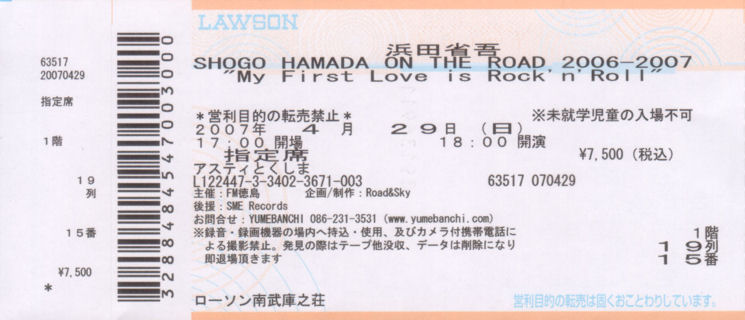 63517
20070429
指定席
1階
19
列
15番
¥7,500
*
3288848454700300
LAWSON
浜田省吾
SHOGO HAMADA ON THE ROAD 2006-2007
"My First Love is Rock'n'Roll"
*営利目的の転売禁止*
※未就学児童の入場不可
2007年 4月 29日 (日)
17:00 開場 18:00 開演
指定席
¥7,500 (税込)
アスティとくしま
L122447-3-3402-3671-003 63517 070429
主催：FM徳島 企画/制作：Road&Sky
後援：SME Records
お問合せ：YUMEBANCHI 086-231-3531 (www.yumebanchi.com)
※録音・録画機器の場内へ持込・使用、及びカメラ付携帯電話に
よる撮影禁止。発見の際はテープ他没収、データは削除になり
即退場頂きます
1階
19列
15番
ローソン南武庫之荘
営利目的の転売は固くおことわりしています。